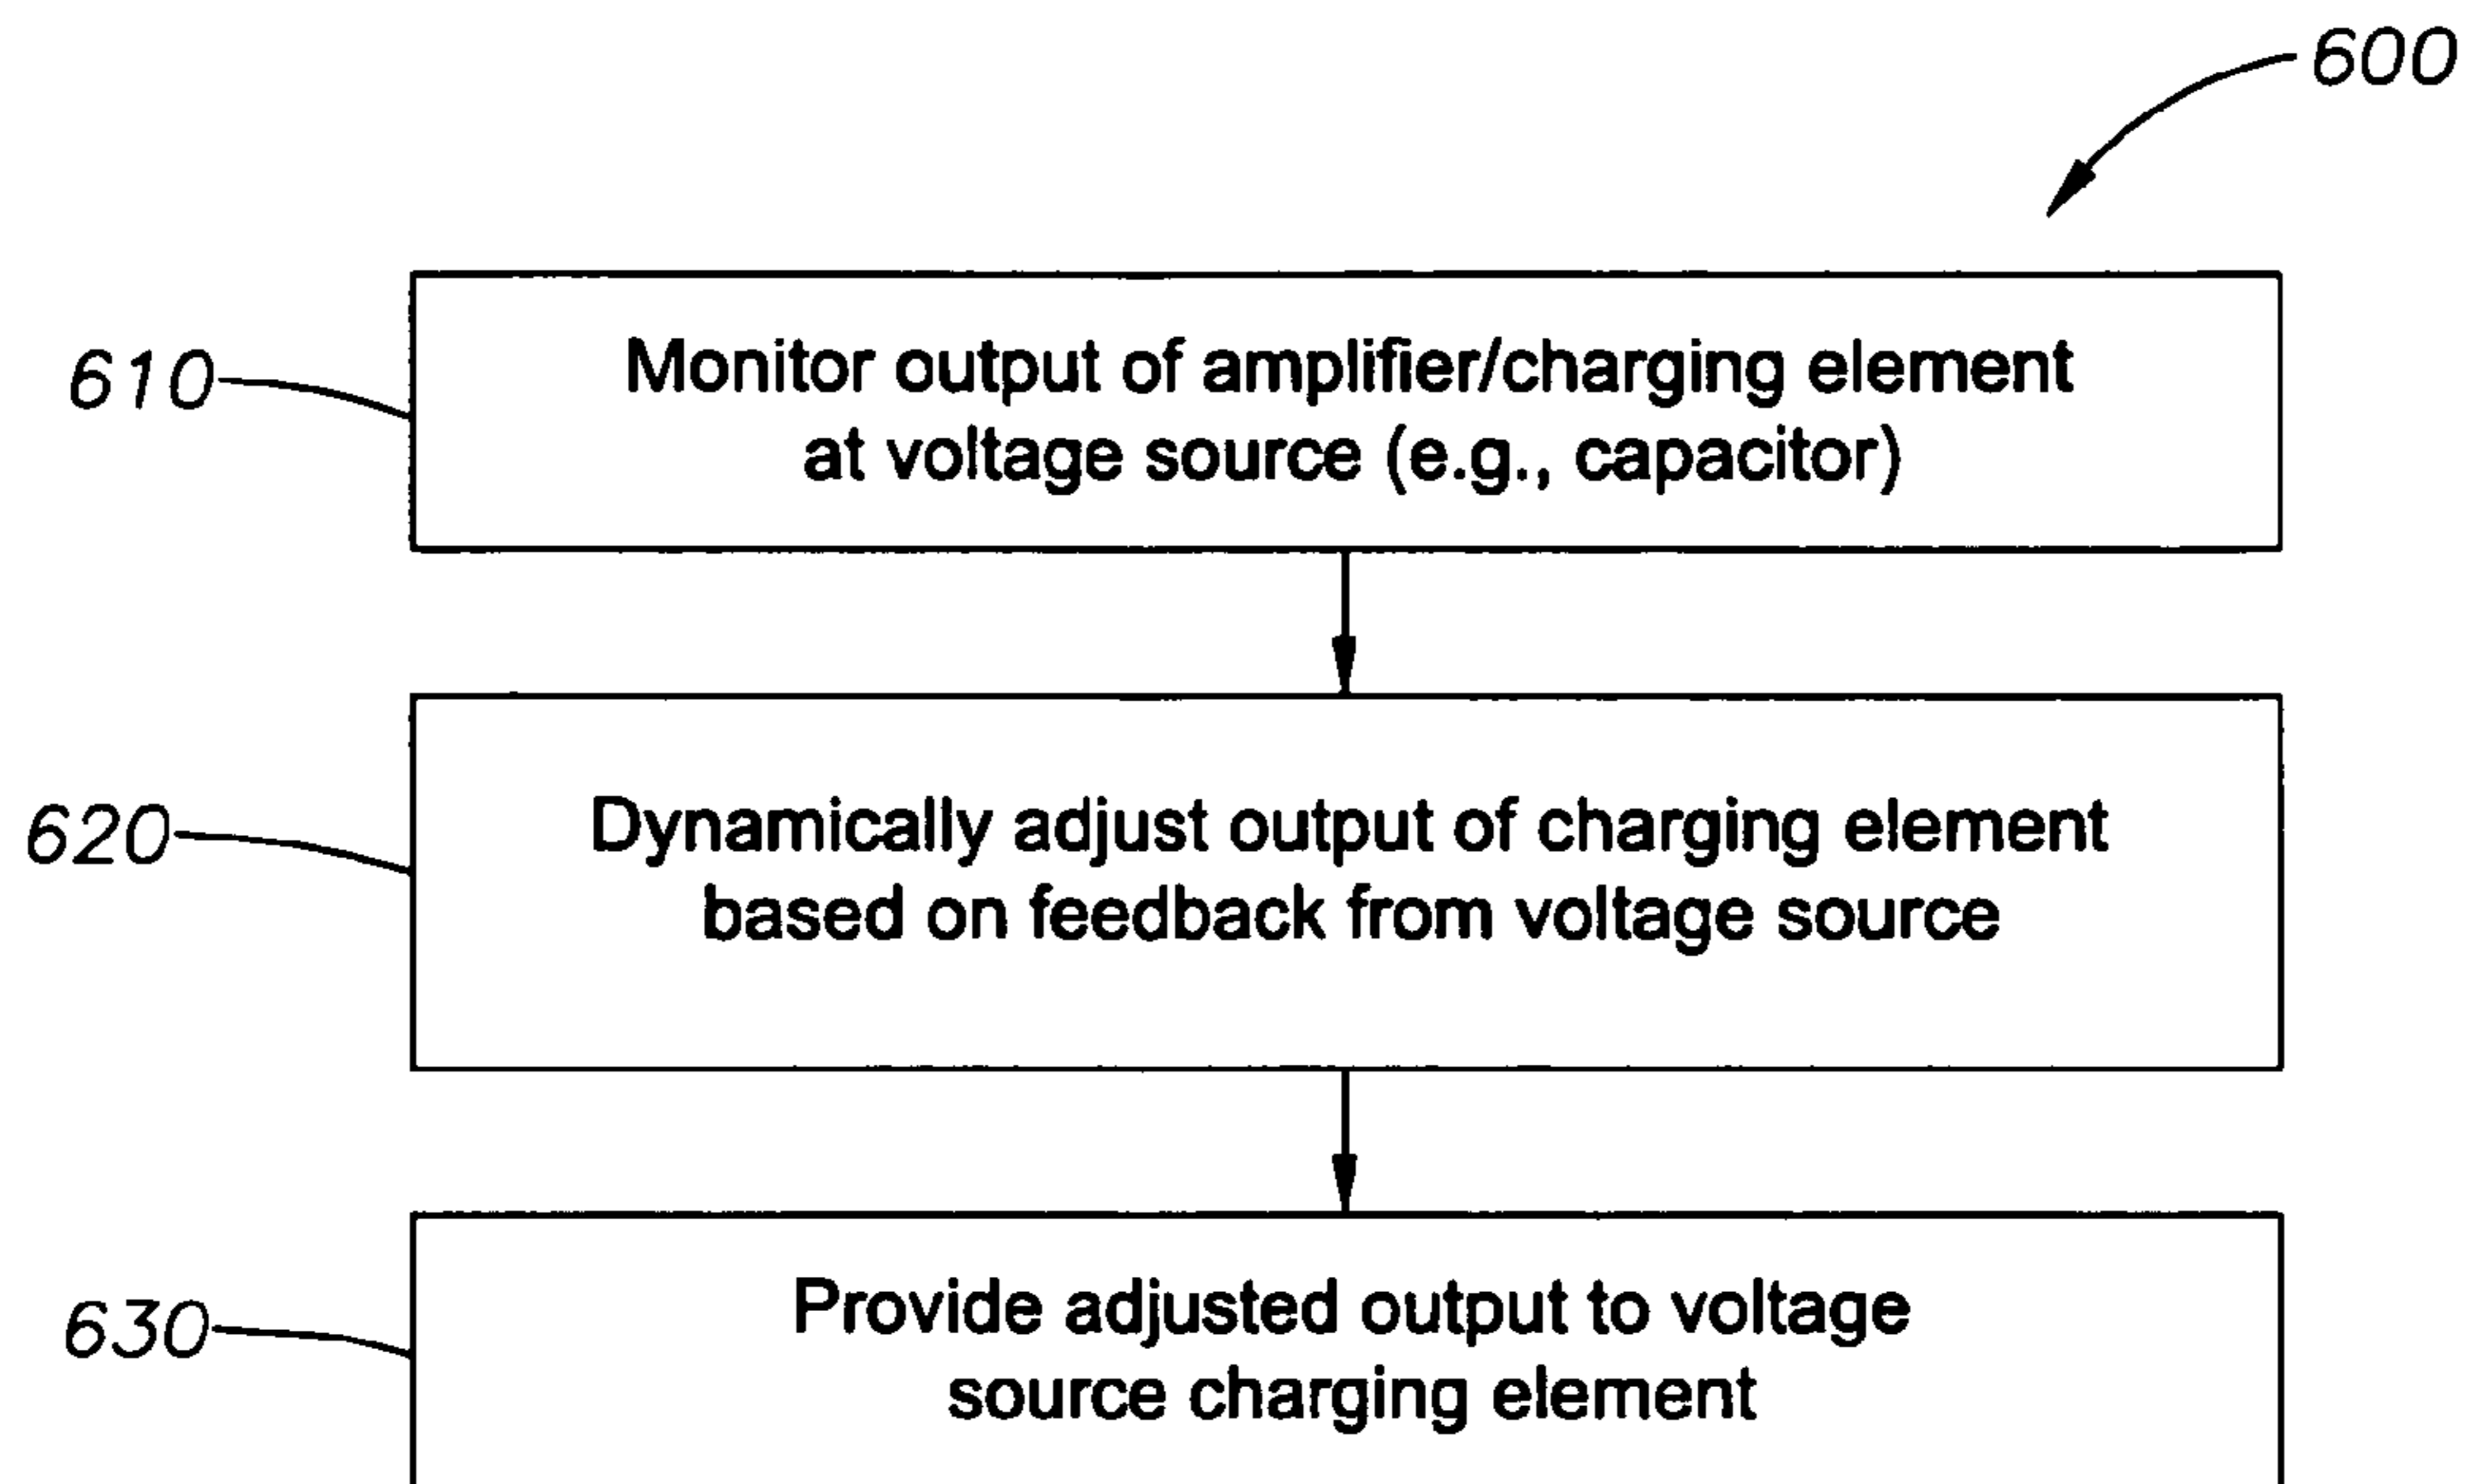 600
610
Monitor output of amplifier/charging element
at voltage source (e.g., capacitor)
620
Dynamically adjust output of charging element
based on feedback from voltage source
630
Provide adjusted output to voltage
source charging element